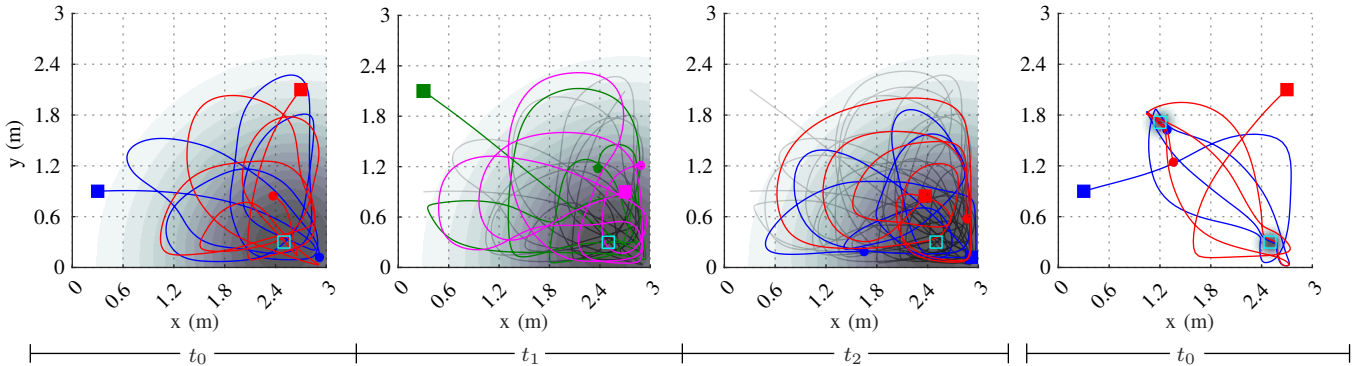 3 3 3 3
2.4 2.4 2.4 2.4
y (m) 1.8 1.8 1.8 1.8
1.2 1.2 1.2 1.2
0.6 0.6 0.6 0.6
0 0 0 0
0 0.6 1.2 1.8 2.4 3 0 0.6 1.2 1.8 2.4 3 0 0.6 1.2 1.8 2.4 3 0 0.6 1.2 1.8 2.4 3
x (m) x (m) x (m) x (m)
t₀ t₁ t₂ t₀